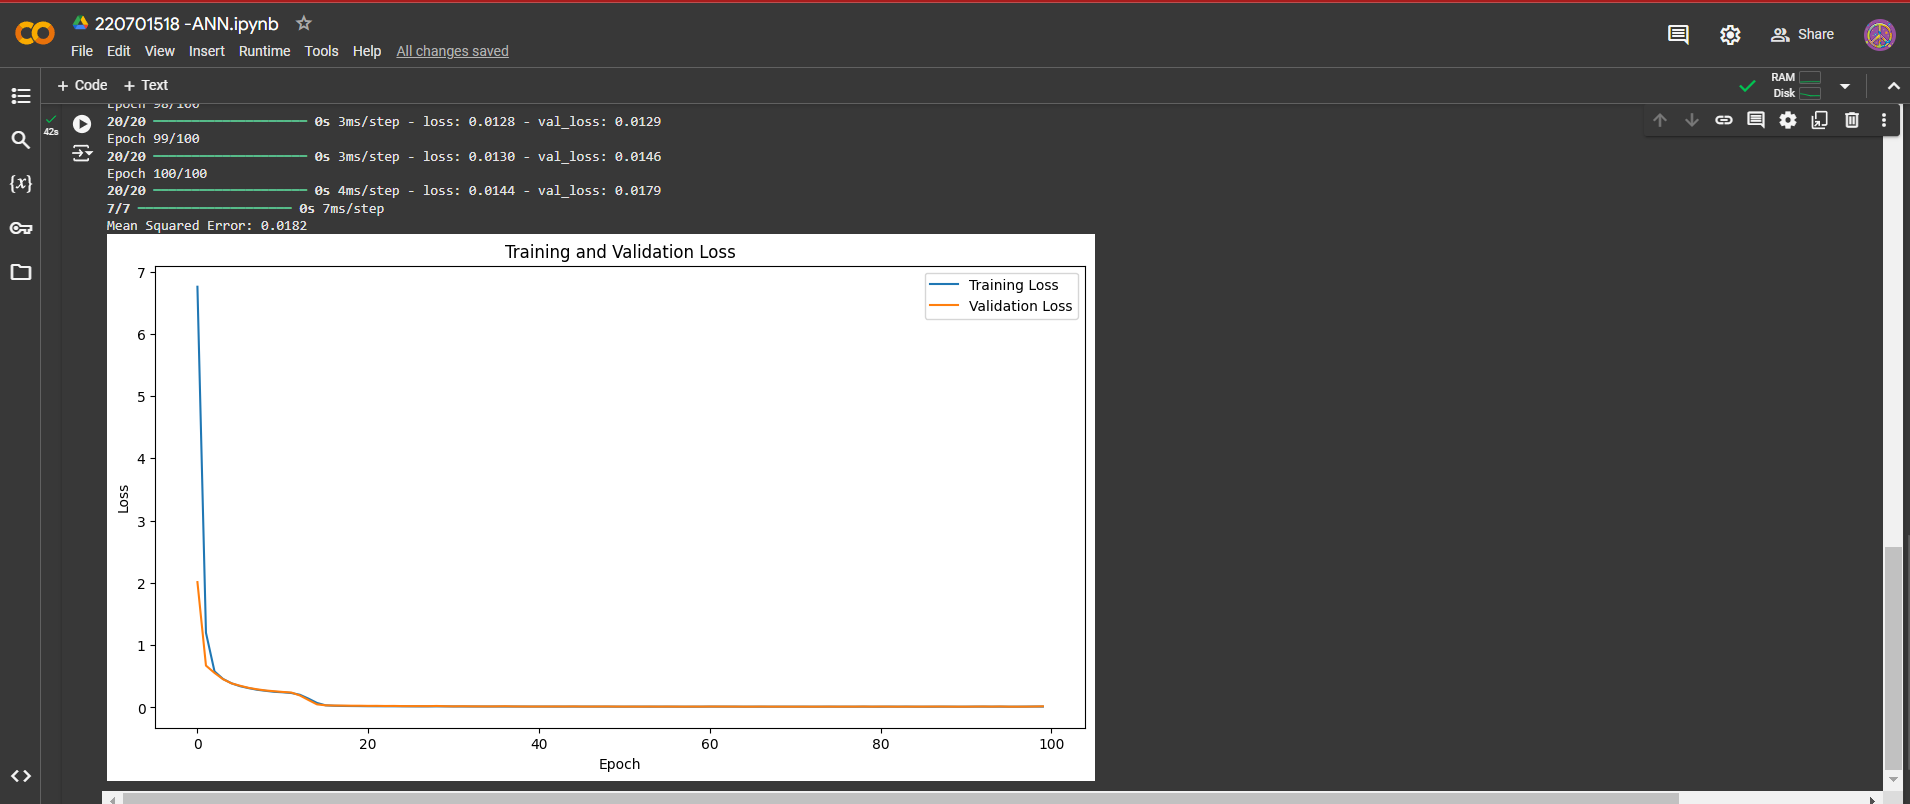 220701518 -ANN.ipynb
File Edit View Insert Runtime Tools Help All changes saved
Share
+ Code + Text
RAM
Disk
42s
Epoch 98/100
20/20 0s 3ms/step - loss: 0.0128 - val_loss: 0.0129
Epoch 99/100
20/20 0s 3ms/step - loss: 0.0130 - val_loss: 0.0146
Epoch 100/100
20/20 0s 4ms/step - loss: 0.0144 - val_loss: 0.0179
7/7 0s 7ms/step
Mean Squared Error: 0.0182
Training and Validation Loss
Training Loss
Validation Loss
7
6
5
4
3
2
1
0
Loss
0 20 40 60 80 100
Epoch